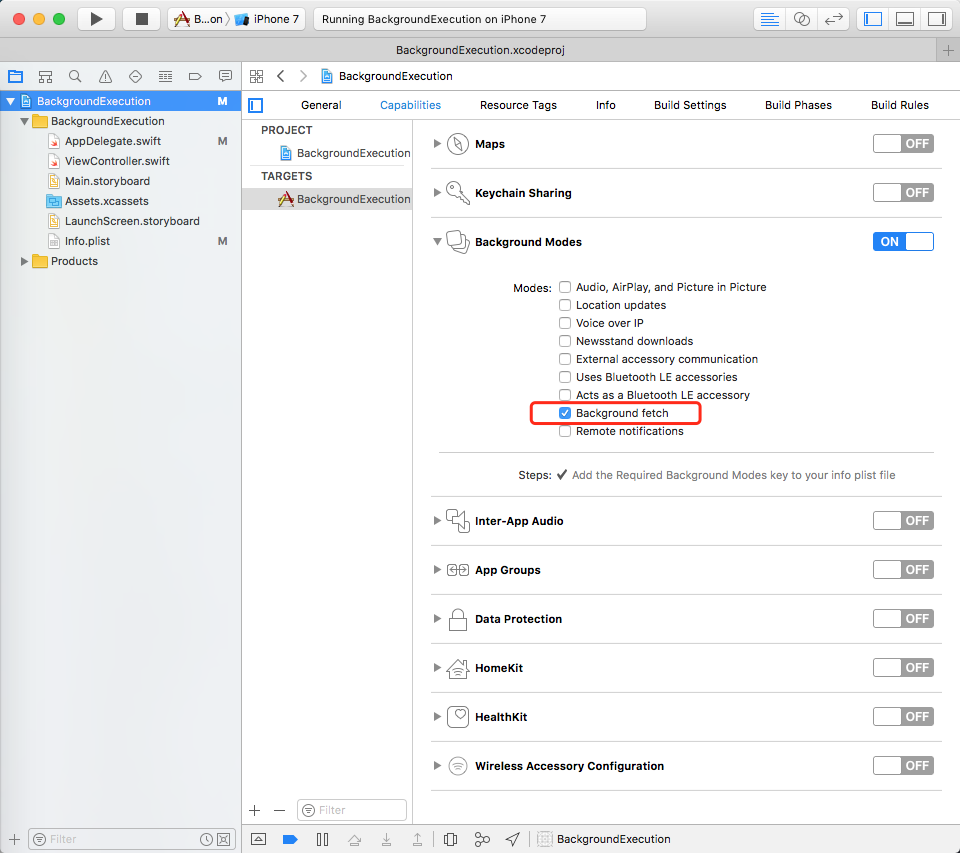 B...on
iPhone 7
Running BackgroundExecution on iPhone 7
BackgroundExecution.xcodeproj
BackgroundExecution
BackgroundExecution M
General Capabilities Resource Tags Info Build Settings Build Phases Build Rules
BackgroundExecution
AppDelegate.swift M
ViewController.swift
Main.storyboard
Assets.xcassets
LaunchScreen.storyboard
Info.plist M
Products
PROJECT
BackgroundExecution
TARGETS
BackgroundExecution
Maps OFF
Keychain Sharing OFF
Background Modes ON
Modes: Audio, AirPlay, and Picture in Picture
Location updates
Voice over IP
Newsstand downloads
External accessory communication
Uses Bluetooth LE accessories
Acts as a Bluetooth LE accessory
Background fetch
Remote notifications
Steps: ✔ Add the Required Background Modes key to your info plist file
Inter-App Audio OFF
App Groups OFF
Data Protection OFF
HomeKit OFF
HealthKit OFF
Wireless Accessory Configuration OFF
Filter
Filter
BackgroundExecution